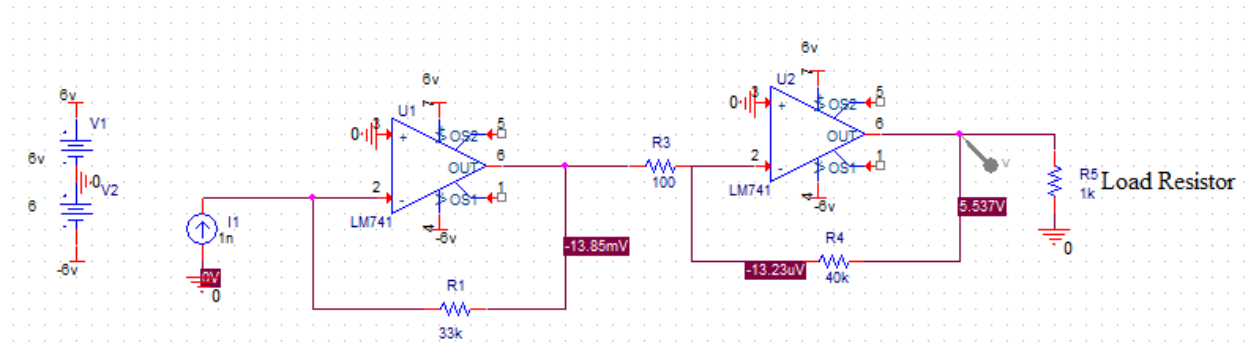 6v
V1
6v
0
V2
6
-6v
I1
1n
0V
0
6v
U1
7
0
3
+
OS2
5
6
OUT
2
-
OS1
1
LM741
4
-6v
-13.85mV
R1
33k
R3
100
6v
U2
7
0
3
+
OS2
5
6
OUT
2
-
OS1
1
LM741
4
-6v
V
5.537V
-13.23uV
R4
40k
R5
1k
Load Resistor
0